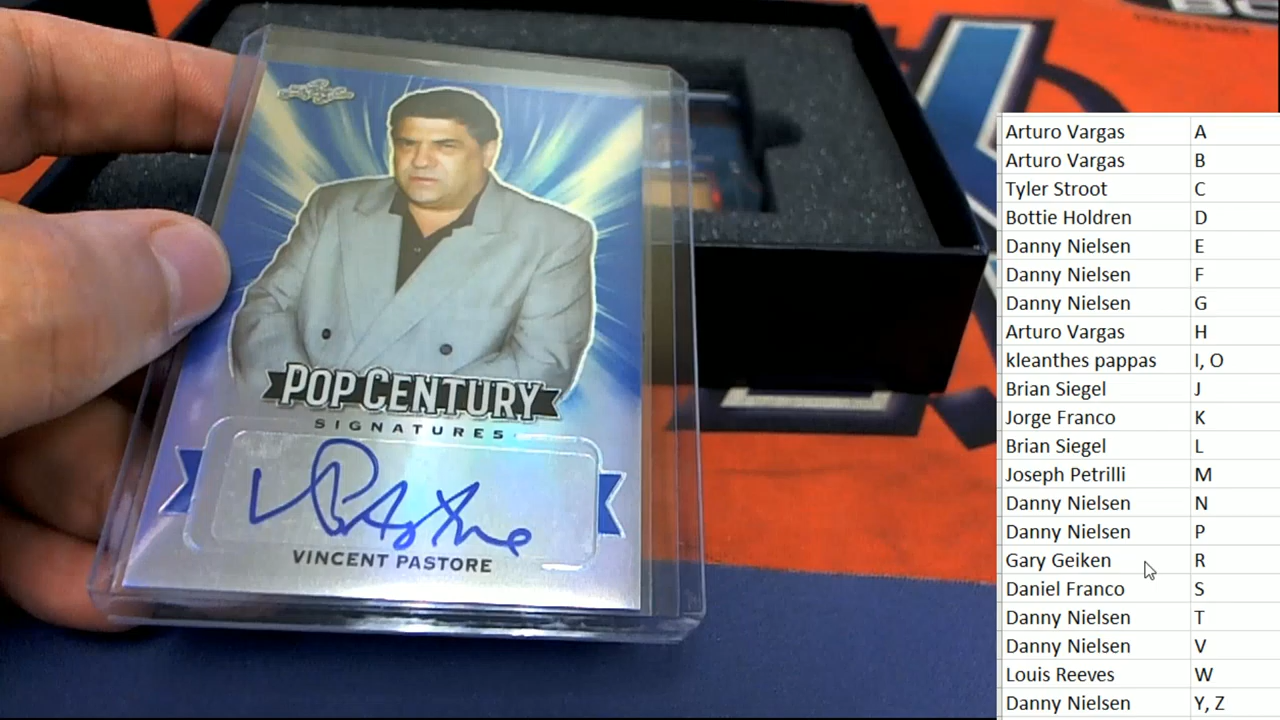 POP CENTURY
SIGNATURES
VINCENT PASTORE
Arturo Vargas A
Arturo Vargas B
Tyler Stroot C
Bottie Holdren D
Danny Nielsen E
Danny Nielsen F
Danny Nielsen G
Arturo Vargas H
kleanthes pappas I, O
Brian Siegel J
Jorge Franco K
Brian Siegel L
Joseph Petrilli M
Danny Nielsen N
Danny Nielsen P
Gary Geiken R
Daniel Franco S
Danny Nielsen T
Danny Nielsen V
Louis Reeves W
Danny Nielsen Y, Z